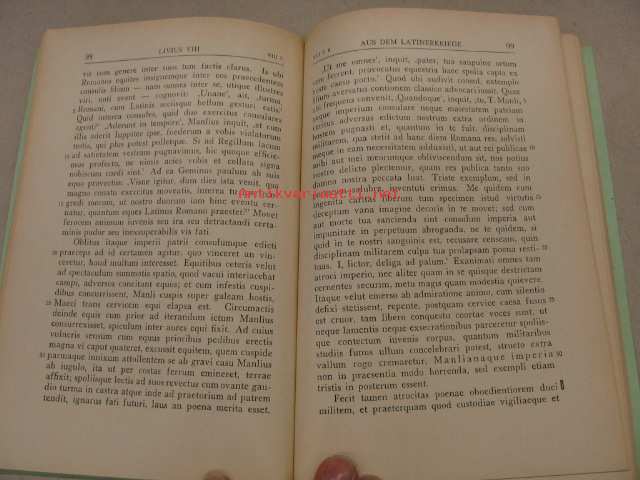 98 LIVIUS VIII VIII 7.
vir tum genere inter suos tum factis clarus. Is ubi
Romanos equites insignemque inter eos praecedentem
consulis filium — nam omnes inter se, utique illustres
viri, noti erant — cognovit: ‚Unane‘, ait, ‚turma,
Romani, cum Latinis sociisque bellum gesturi estis?
Quid interea consules, quid duo exercitus consulares
agent?‘ ‚Aderunt in tempore‘, Manlius inquit, ‚et cum
illis aderit Iuppiter ipse, foederum a vobis violatorum
testis, qui plus potest polletque. Si ad Regillum lacum
ad satietatem vestram pugnavimus, hic quoque efficie-
mus profecto, ne nimis acies vobis et collata signa
nobiscum cordi sint.‘ Ad ea Geminus paulum ab suis
equo provectus: ‚Visne igitur, dum dies ista venit, qua
magno conatu exercitus moveatis, interea tu ipse con-
gredi mecum, ut nostro duorum iam hinc eventu cer-
natur, quantum eques Latinus Romano praestet?‘ Movet
ferocem animum iuvenis seu ira seu detractandi certa-
minis pudor seu inexsuperabilis vis fati.
Oblitus itaque imperii patrii consulumque edicti
praeceps ad id certamen agitur, quo vinceret an vin-
ceretur, haud multum interesset. Equitibus ceteris velut
ad spectaculum summotis spatio, quod vacui interiacebat
campi, adversos concitant equos; et cum infestis cuspi-
dibus concurrissent, Manli cuspis super galeam hostis,
Maeci trans cervicem equi elapsa est. Circumactis
deinde equis cum prior ad iterandum ictum Manlius
concurrexisset, spiculum inter aures equi fixit. Ad cuius
vulneris sensum cum equus prioribus pedibus erectis
magna vi caput quateret, excussit equitem, quem cuspide
parmaque innixum attollentem se ab gravi casu Manlius
ab iugulo, ita ut per costas ferrum emineret, terrae
affixit; spoliisque lectis ad suos revectus cum ovante gau-
dio turma in castra atque inde ad praetorium ad patrem
tendit, ignarus fati futuri, laus an poena merita esset.
VIII 7. 8 AUS DEM LATINERKRIEGE 99
‚Ut me omnes‘, inquit, ‚pater, tua sanguine ortum
vere ferrent, provocatus equestria haec spolia capta ex
hoste caeso porto.‘ Quod ubi audivit consul, extemplo
filium aversatus contionem classico advocari iussit. Quae
ubi frequens convenit, ‚Quandoque‘, inquit, ‚tu, T. Manli,
neque imperium consulare neque maiestatem patriam
veritus adversus edictum nostrum extra ordinem in
hostem pugnasti et, quantum in te fuit, disciplinam
militarem, qua stetit ad hanc diem Romana res, solvisti
meque in eam necessitatem adduxisti, ut aut rei publicae
mihi aut mei meorumque obliviscendum sit, nos potius
nostro delicto plectemur, quam res publica tanto suo
damno nostra peccata luat. Triste exemplum, sed in
posterum salubre iuventuti erimus. Me quidem cum
ingenita caritas liberum tum specimen istud virtutis
deceptum vana imagine decoris in te movet; sed cum
aut morte tua sancienda sint consulum imperia aut
impunitate in perpetuum abroganda, ne te quidem, si
quid in te nostri sanguinis est, recusare censeam, quin
disciplinam militarem culpa tua prolapsam poena resti-
tuas. I, lictor, deliga ad palum.‘ Exanimati omnes tam
atroci imperio, nec aliter quam in se quisque destrictam
cernentes securim, metu magis quam modestia quievere.
Itaque velut emerso ab admiratione animo, cum silentio
defixi stetissent, repente, postquam cervice caesa fusus
est cruor, tam libero conquestu coortae voces sunt, ut
neque lamentis neque exsecrationibus parceretur spoliis-
que contectum iuvenis corpus, quantum militaribus
studiis funus ullum concelebrari potest, structo extra
vallum rogo cremaretur, Manlianaque imperia
non in praesentia modo horrenda, sed exempli etiam
tristis in posterum essent.
Fecit tamen atrocitas poenae oboedientiorem duci
militem, et praeterquam quod custodiae vigiliaeque et